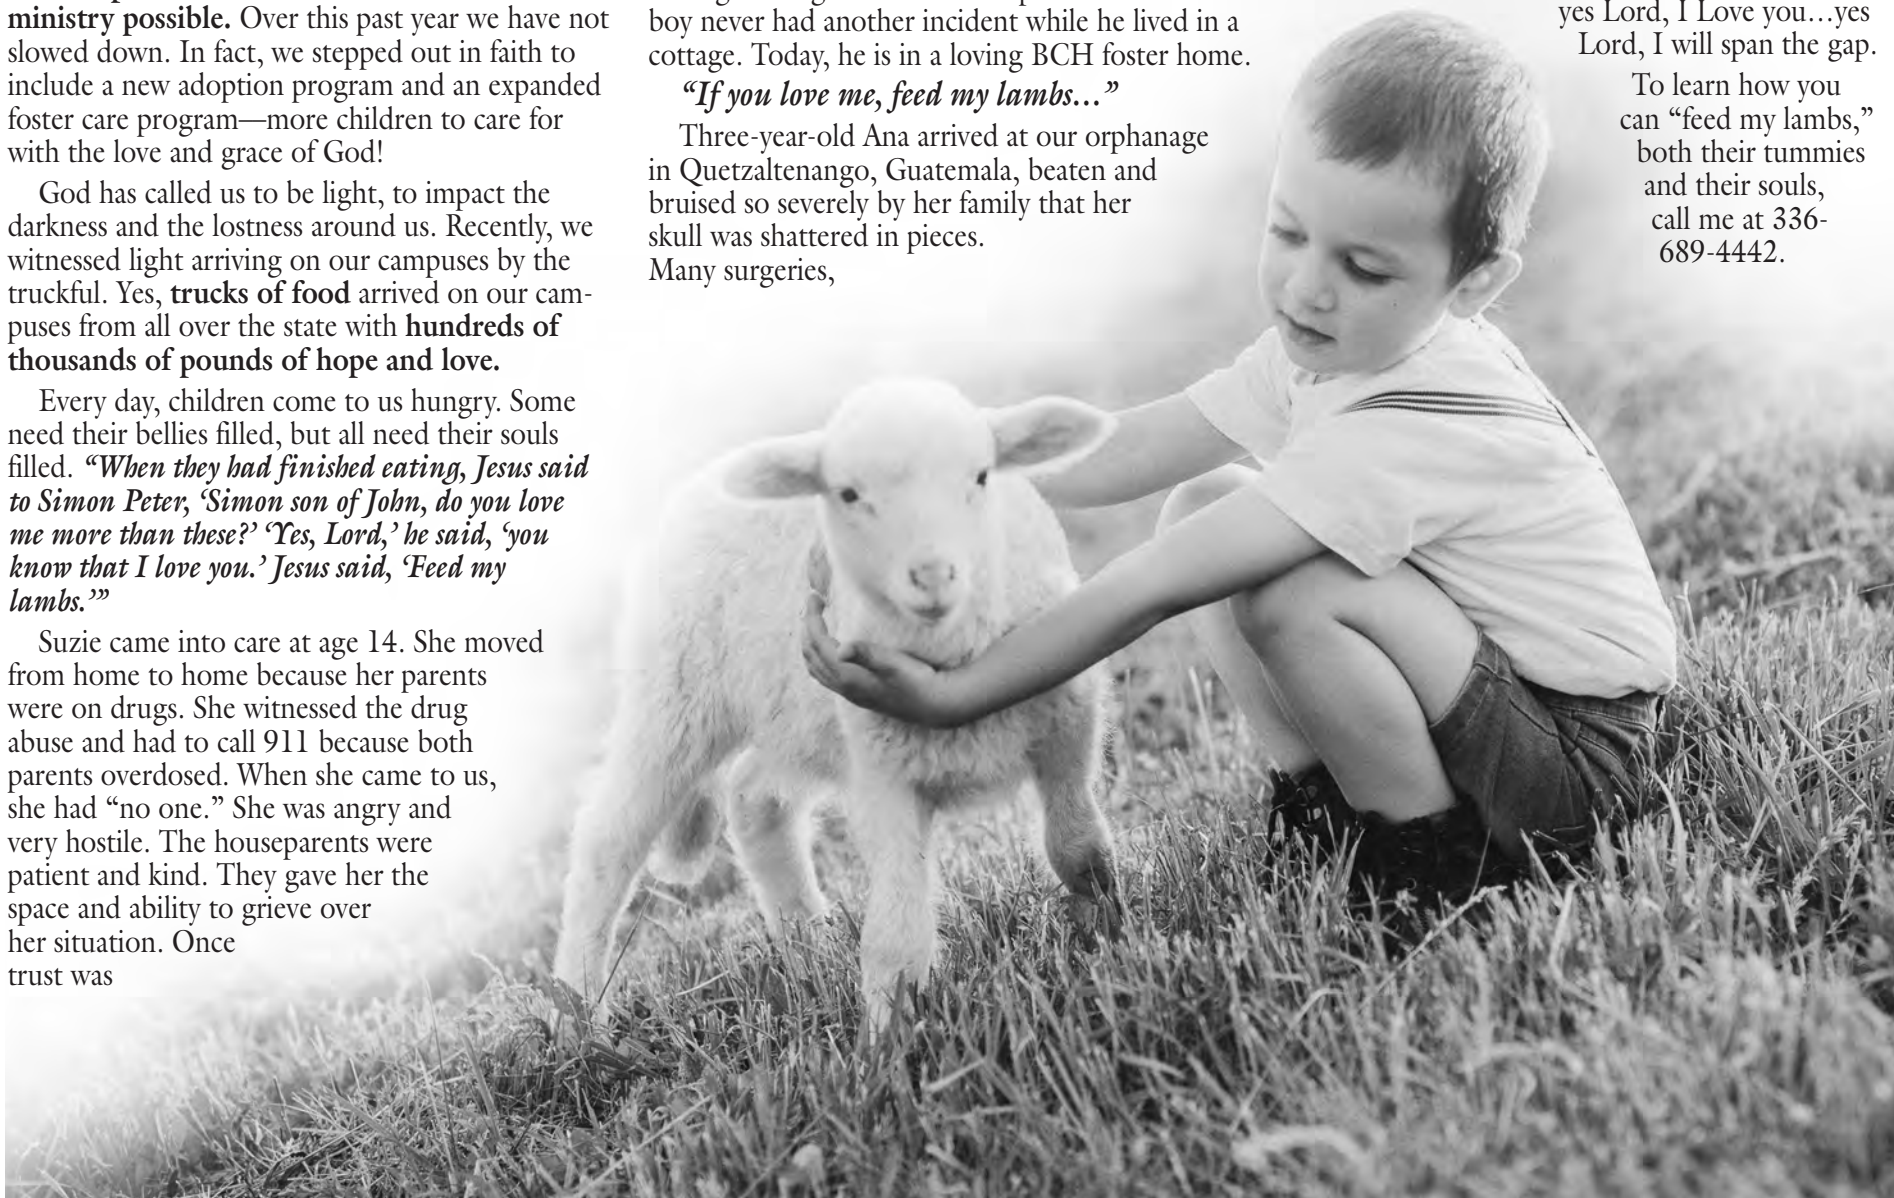 ministry possible. Over this past year we have not
slowed down. In fact, we stepped out in faith to
include a new adoption program and an expanded
foster care program—more children to care for
with the love and grace of God!
God has called us to be light, to impact the
darkness and the lostness around us. Recently, we
witnessed light arriving on our campuses by the
truckful. Yes, trucks of food arrived on our cam-
puses from all over the state with hundreds of
thousands of pounds of hope and love.
Every day, children come to us hungry. Some
need their bellies filled, but all need their souls
filled. “When they had finished eating, Jesus said
to Simon Peter, ‘Simon son of John, do you love
me more than these?’ ‘Yes, Lord,’ he said, ‘you
know that I love you.’ Jesus said, ‘Feed my
lambs.’”
Suzie came into care at age 14. She moved
from home to home because her parents
were on drugs. She witnessed the drug
abuse and had to call 911 because both
parents overdosed. When she came to us,
she had “no one.” She was angry and
very hostile. The houseparents were
patient and kind. They gave her the
space and ability to grieve over
her situation. Once
trust was
boy never had another incident while he lived in a
cottage. Today, he is in a loving BCH foster home.
“If you love me, feed my lambs…”
Three-year-old Ana arrived at our orphanage
in Quetzaltenango, Guatemala, beaten and
bruised so severely by her family that her
skull was shattered in pieces.
Many surgeries,
yes Lord, I Love you…yes
Lord, I will span the gap.
To learn how you
can “feed my lambs,”
both their tummies
and their souls,
call me at 336-
689-4442.